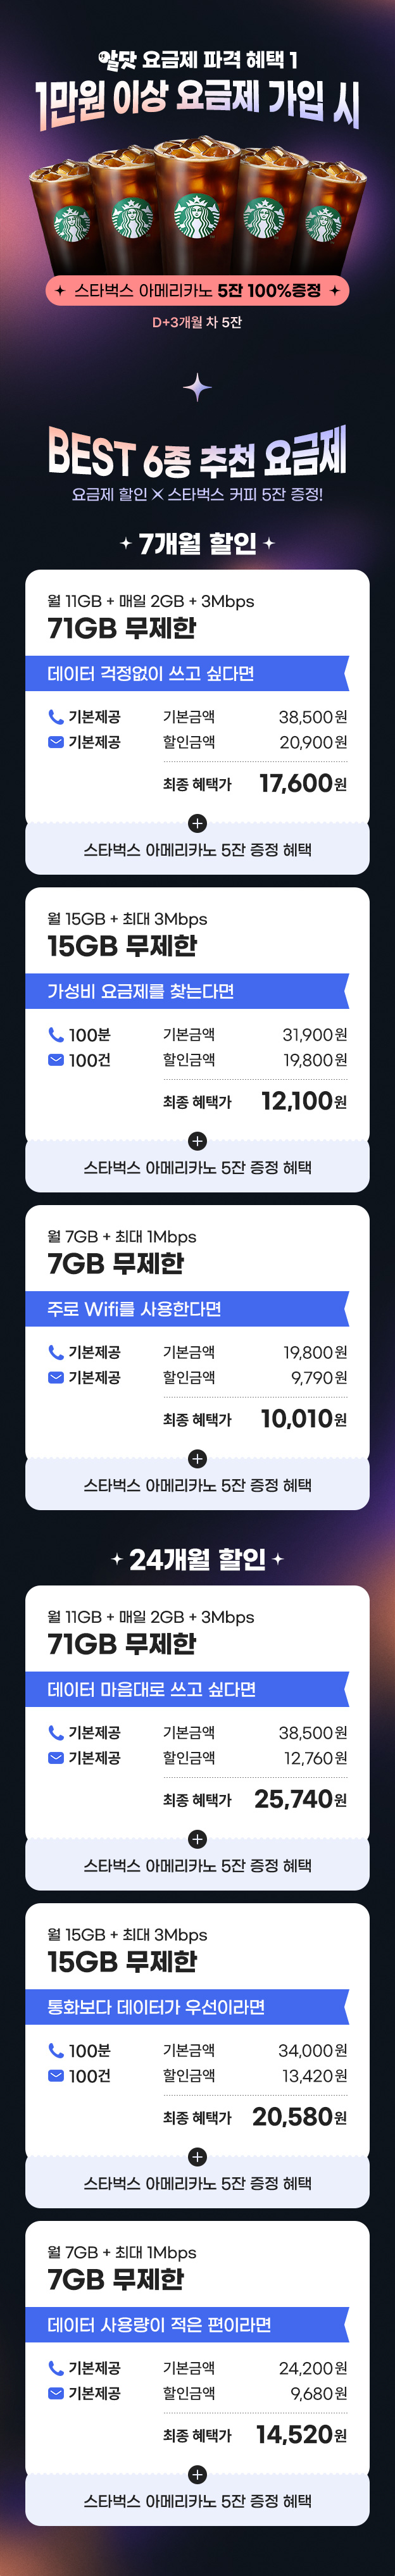 알닷 요금제 파격 혜택 1
1만원 이상 요금제 가입 시
스타벅스 아메리카노 5잔 100%증정
D+3개월 차 5잔
BEST 6종 추천 요금제
요금제 할인 X 스타벅스 커피 5잔 증정!
7개월 할인
월 11GB + 매일 2GB + 3Mbps
71GB 무제한
데이터 걱정없이 쓰고 싶다면
기본제공 기본금액 38,500원
기본제공 할인금액 20,900원
최종 혜택가 17,600원
+
스타벅스 아메리카노 5잔 증정 혜택
월 15GB + 최대 3Mbps
15GB 무제한
가성비 요금제를 찾는다면
100분 기본금액 31,900원
100건 할인금액 19,800원
최종 혜택가 12,100원
+
스타벅스 아메리카노 5잔 증정 혜택
월 7GB + 최대 1Mbps
7GB 무제한
주로 Wifi를 사용한다면
기본제공 기본금액 19,800원
기본제공 할인금액 9,790원
최종 혜택가 10,010원
+
스타벅스 아메리카노 5잔 증정 혜택
24개월 할인
월 11GB + 매일 2GB + 3Mbps
71GB 무제한
데이터 마음대로 쓰고 싶다면
기본제공 기본금액 38,500원
기본제공 할인금액 12,760원
최종 혜택가 25,740원
+
스타벅스 아메리카노 5잔 증정 혜택
월 15GB + 최대 3Mbps
15GB 무제한
통화보다 데이터가 우선이라면
100분 기본금액 34,000원
100건 할인금액 13,420원
최종 혜택가 20,580원
+
스타벅스 아메리카노 5잔 증정 혜택
월 7GB + 최대 1Mbps
7GB 무제한
데이터 사용량이 적은 편이라면
기본제공 기본금액 24,200원
기본제공 할인금액 9,680원
최종 혜택가 14,520원
+
스타벅스 아메리카노 5잔 증정 혜택